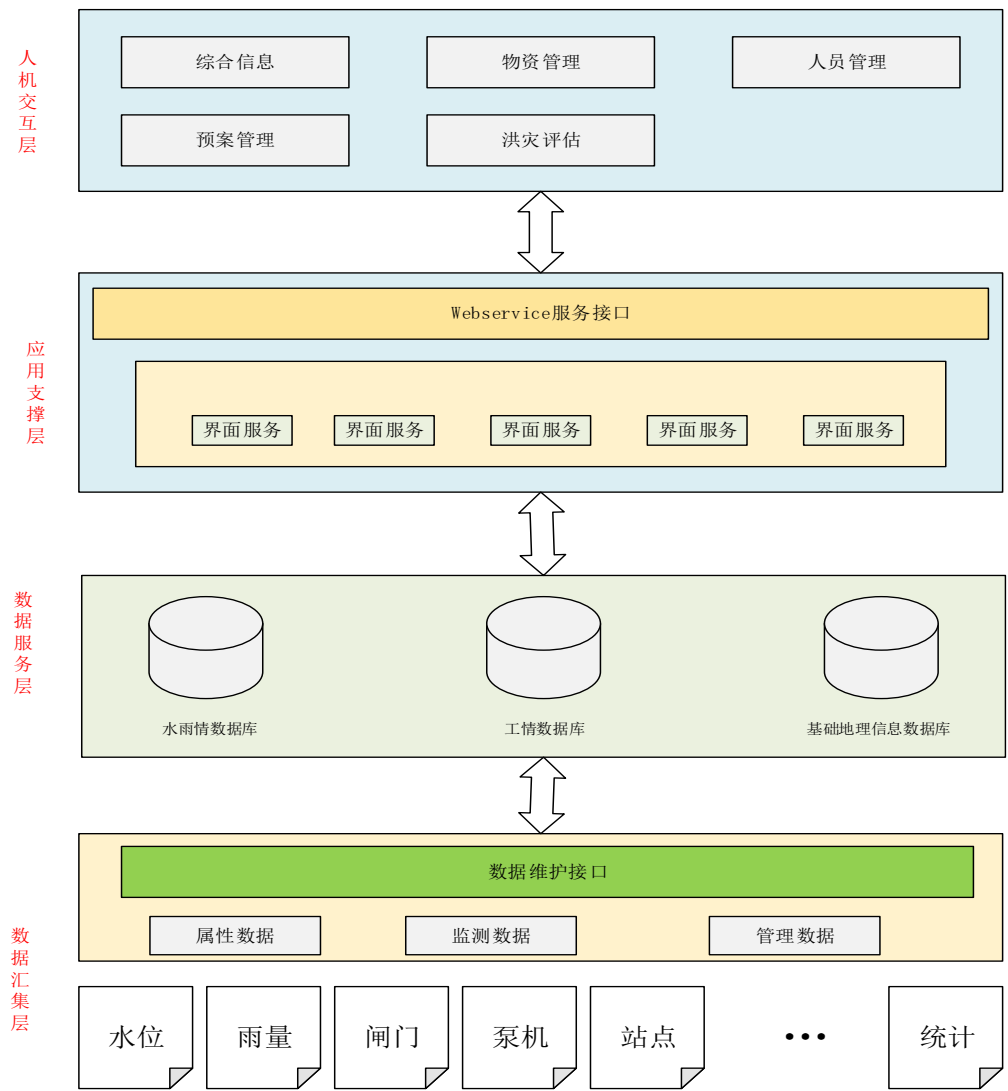 人机交互层
综合信息
物资管理
人员管理
预案管理
洪灾评估
应用支撑层
Webservice服务接口
界面服务
界面服务
界面服务
界面服务
界面服务
数据服务层
水雨情数据库
工情数据库
基础地理信息数据库
数据汇集层
数据维护接口
属性数据
监测数据
管理数据
水位
雨量
闸门
泵机
站点
•••
统计